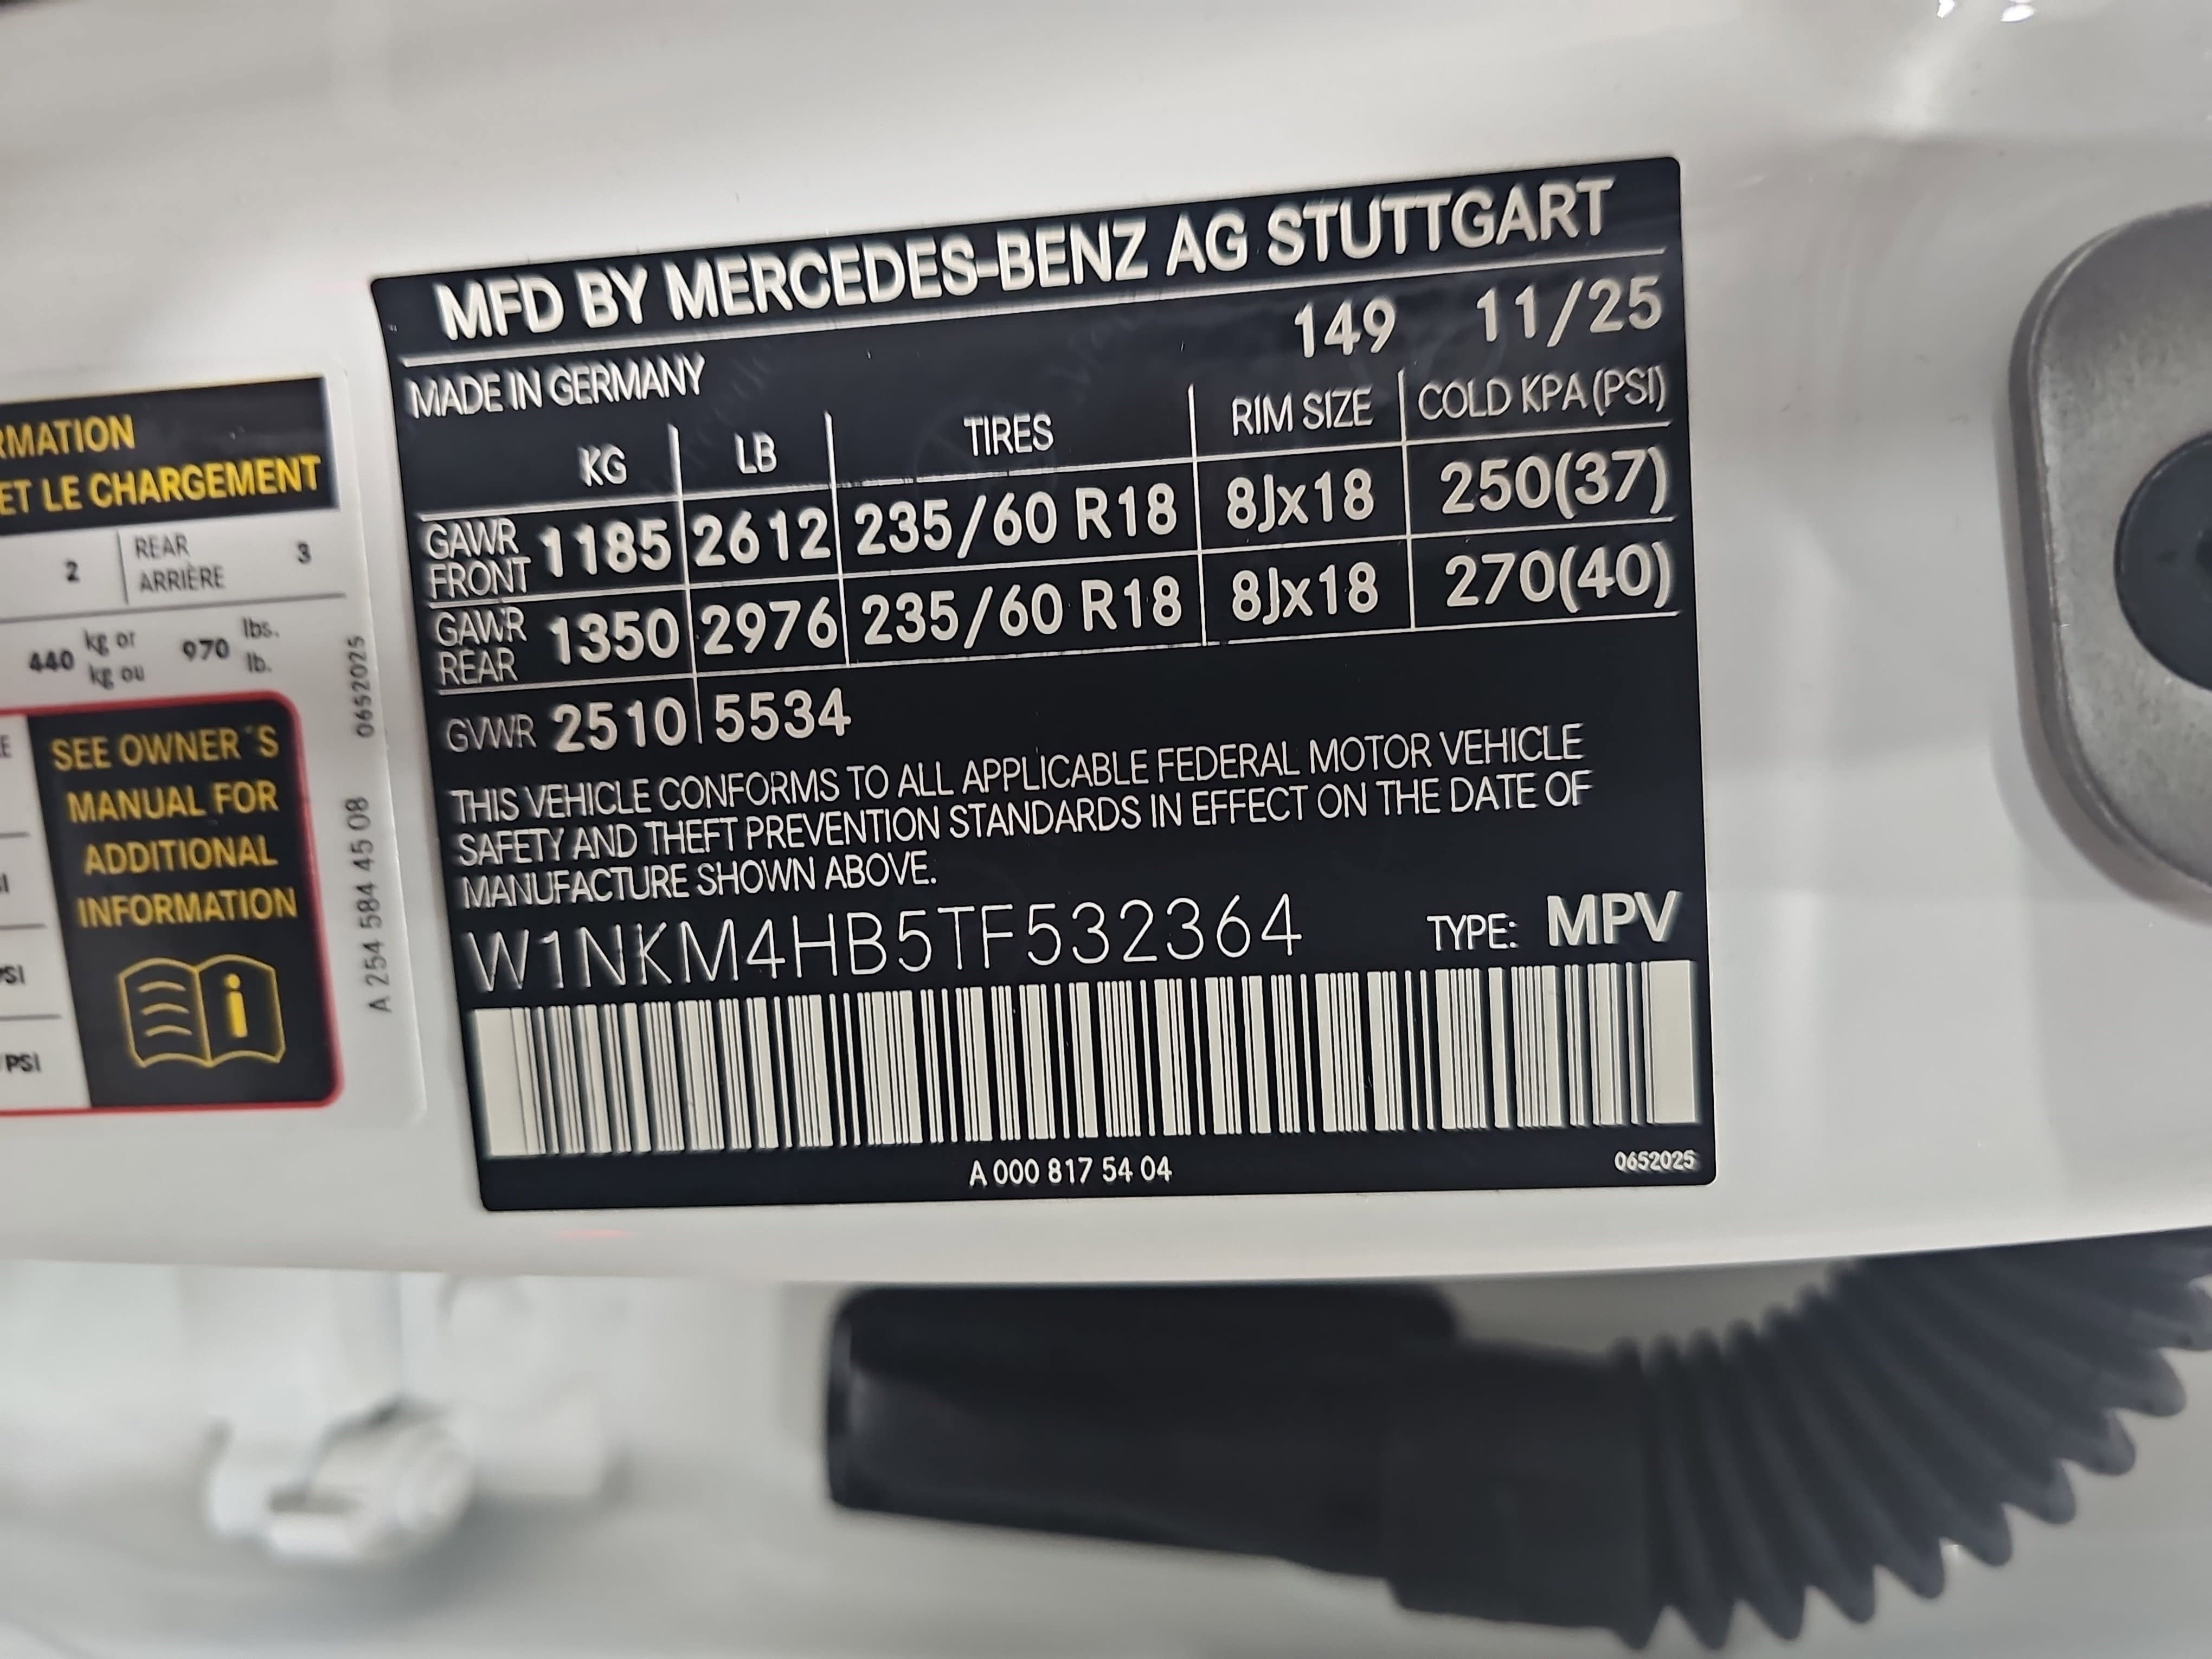 MFD BY MERCEDES-BENZ AG STUTTGART
MADE IN GERMANY 149 11/25
KG LB TIRES RIM SIZE COLD KPA (PSI)
GAWR FRONT 1185 2612 235/60 R18 8Jx18 250(37)
GAWR REAR 1350 2976 235/60 R18 8Jx18 270(40)
GVWR 2510 5534
THIS VEHICLE CONFORMS TO ALL APPLICABLE FEDERAL MOTOR VEHICLE
SAFETY AND THEFT PREVENTION STANDARDS IN EFFECT ON THE DATE OF
MANUFACTURE SHOWN ABOVE.
W1NKM4HB5TF532364 TYPE: MPV
A 000 817 54 04 0652025
RMATION
ET LE CHARGEMENT
2 REAR 3
ARRIÈRE
440 kg or 970 lbs.
kg ou lb.
SEE OWNER´S
MANUAL FOR
ADDITIONAL
INFORMATION
PSI
PSI
A 254 584 45 08 0652025